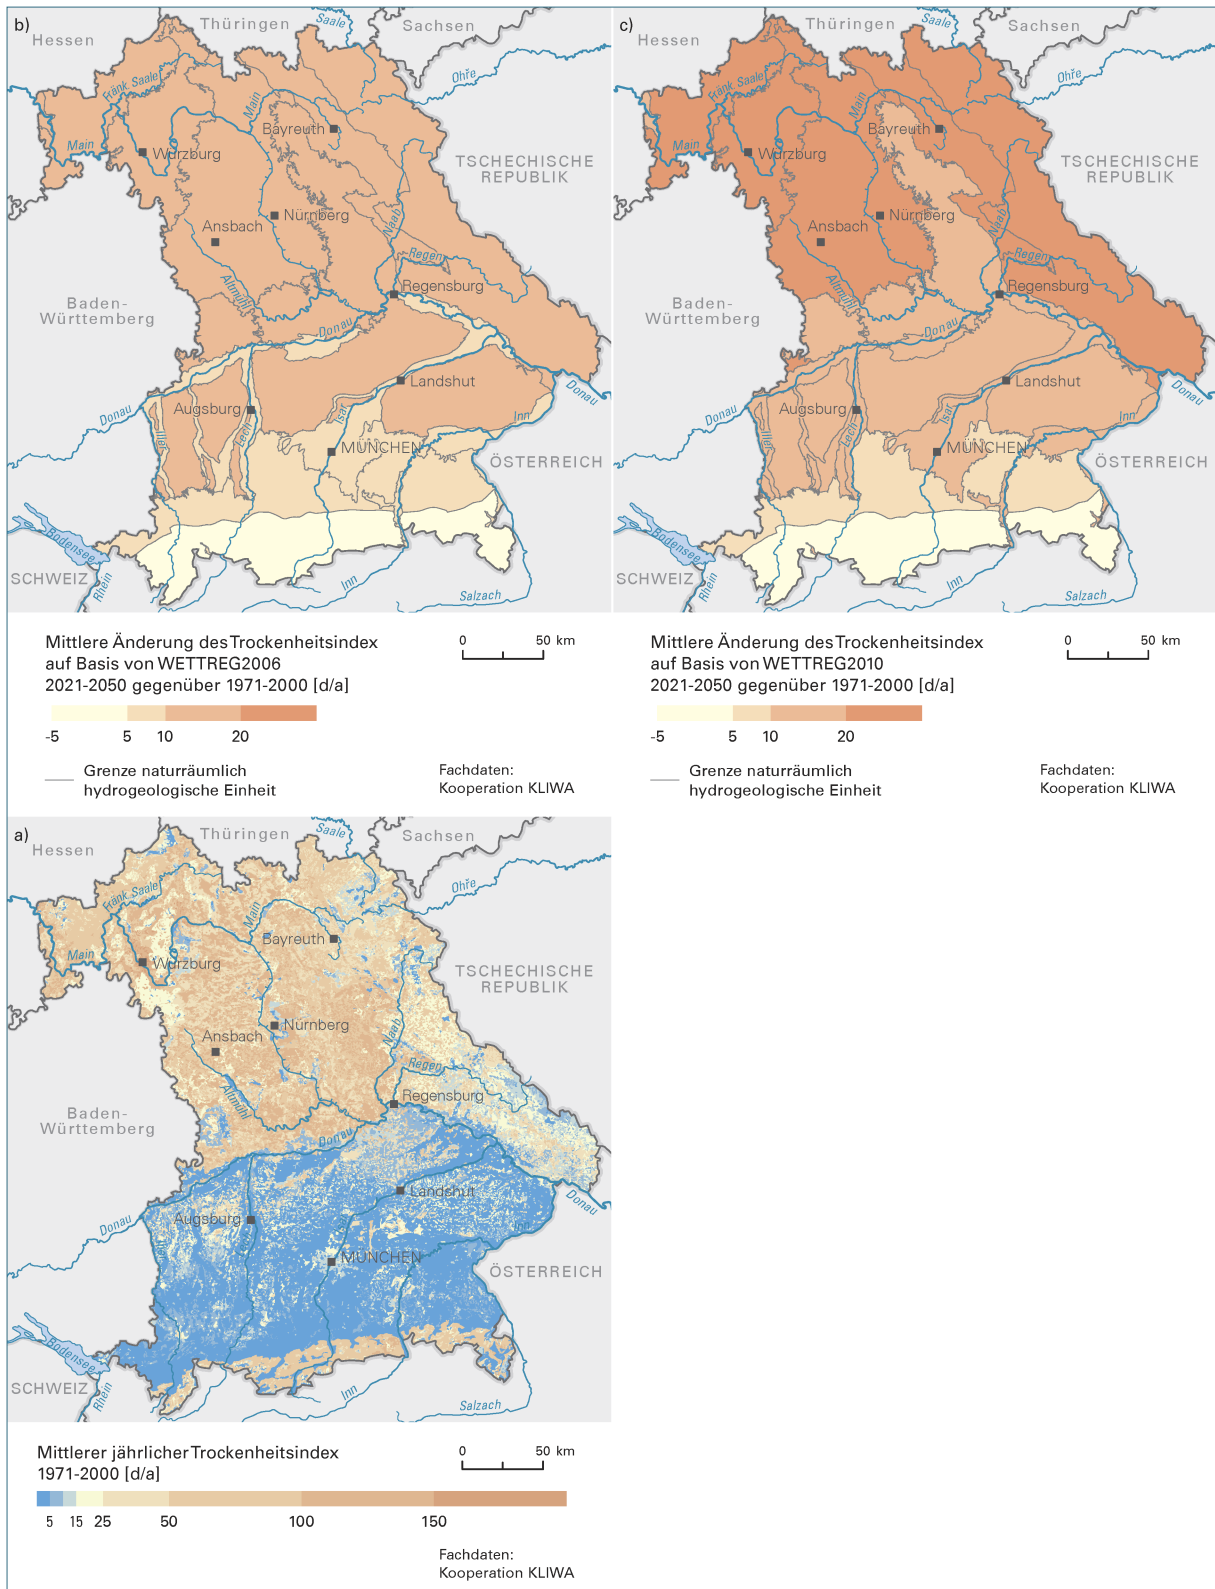 b)
Thüringen
Saale
Sachsen
Hessen
Ohře
Fränk. Saale
Main
Bayreuth
Main
Würzburg
TSCHECHISCHE
REPUBLIK
Nürnberg
Ansbach
Naab
Regen
Altmühl
Regensburg
Baden-
Württemberg
Donau
Landshut
Donau
Augsburg
Donau
Isar
Inn
Iller
Lech
MÜNCHEN
ÖSTERREICH
Bodensee
SCHWEIZ
Rhein
Inn
Salzach
Mittlere Änderung des Trockenheitsindex
auf Basis von WETTREG2006
2021-2050 gegenüber 1971-2000 [d/a]
0 50 km
-5 5 10 20
Grenze naturräumlich
hydrogeologische Einheit
Fachdaten:
Kooperation KLIWA
c)
Thüringen
Saale
Sachsen
Hessen
Ohře
Fränk. Saale
Main
Bayreuth
Main
Würzburg
TSCHECHISCHE
REPUBLIK
Nürnberg
Ansbach
Naab
Regen
Altmühl
Regensburg
Baden-
Württemberg
Donau
Landshut
Donau
Augsburg
Donau
Isar
Inn
Iller
Lech
MÜNCHEN
ÖSTERREICH
Bodensee
SCHWEIZ
Rhein
Inn
Salzach
Mittlere Änderung des Trockenheitsindex
auf Basis von WETTREG2010
2021-2050 gegenüber 1971-2000 [d/a]
0 50 km
-5 5 10 20
Grenze naturräumlich
hydrogeologische Einheit
Fachdaten:
Kooperation KLIWA
a)
Thüringen
Saale
Sachsen
Hessen
Ohře
Fränk. Saale
Main
Bayreuth
Main
Würzburg
TSCHECHISCHE
REPUBLIK
Nürnberg
Ansbach
Naab
Regen
Altmühl
Regensburg
Baden-
Württemberg
Donau
Landshut
Donau
Augsburg
Donau
Inn
MÜNCHEN
ÖSTERREICH
Bodensee
SCHWEIZ
Rhein
Inn
Salzach
Mittlerer jährlicher Trockenheitsindex
1971-2000 [d/a]
0 50 km
5 15 25 50 100 150
Fachdaten:
Kooperation KLIWA